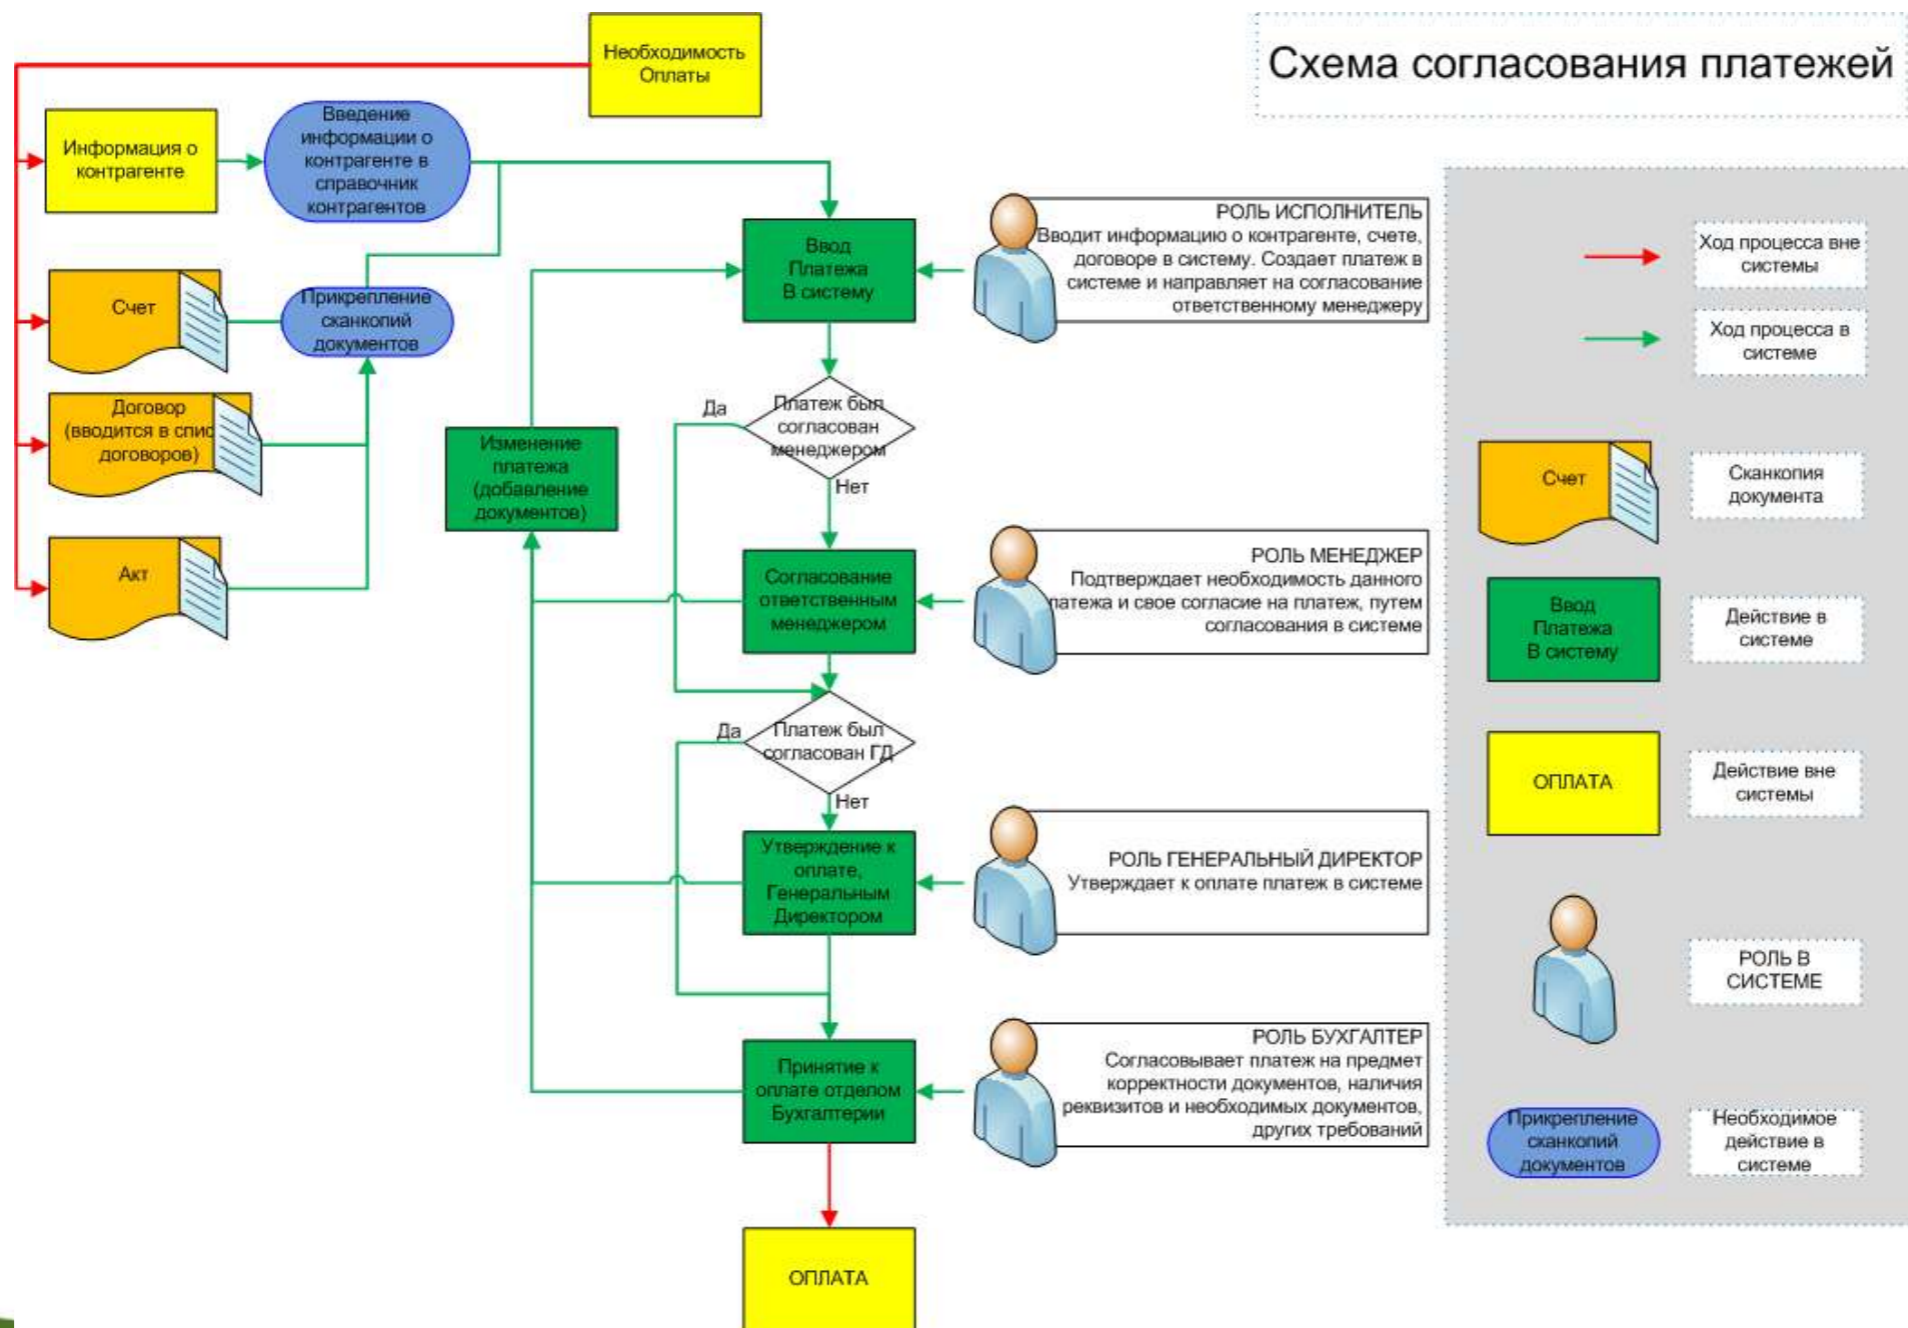 Схема согласования платежей
Необходимость
Оплаты
Информация о
контрагенте
Введение
информации о
контрагенте в
справочник
контрагентов
Счет
Прикрепление
сканкопий
документов
Договор
(вводится в спис
договоров)
Акт
Ввод
Платежа
В систему
РОЛЬ ИСПОЛНИТЕЛЬ
Вводит информацию о контрагенте, счете,
договоре в систему. Создает платеж в
системе и направляет на согласование
ответственному менеджеру
Да
Платеж был
согласован
менеджером
Нет
Изменение
платежа
(добавление
документов)
Согласование
ответственным
менеджером
РОЛЬ МЕНЕДЖЕР
Подтверждает необходимость данного
латежа и свое согласие на платеж, путем
согласования в системе
Да
Платеж был
согласован ГД
Нет
Утверждение к
оплате,
Генеральным
Директором
РОЛЬ ГЕНЕРАЛЬНЫЙ ДИРЕКТОР
Утверждает к оплате платеж в системе
Принятие к
оплате отделом
Бухгалтерии
РОЛЬ БУХГАЛТЕР
Согласовывает платеж на предмет
корректности документов, наличия
реквизитов и необходимых документов,
других требований
ОПЛАТА
Ход процесса вне
системы
Ход процесса в
системе
Счет
Сканкопия
документа
Ввод
Платежа
В систему
Действие в
системе
ОПЛАТА
Действие вне
системы
РОЛЬ В
СИСТЕМЕ
Прикрепление
сканкопий
документов
Необходимое
действие в
системе